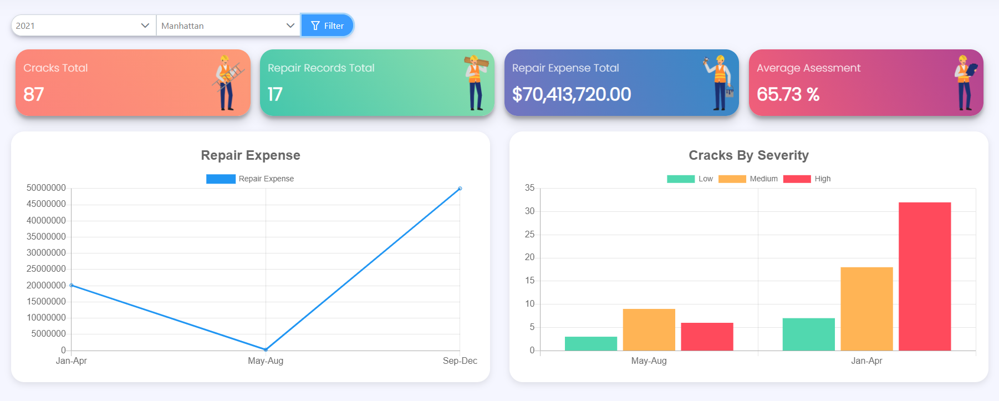 2021
Manhattan
Filter
Cracks Total
87
Repair Records Total
17
Repair Expense Total
$70,413,720.00
Average Asessment
65.73 %
Repair Expense
Repair Expense
50000000
45000000
40000000
35000000
30000000
25000000
20000000
15000000
10000000
5000000
0
Jan-Apr May-Aug Sep-Dec
Cracks By Severity
Low Medium High
35
30
25
20
15
10
5
0
May-Aug Jan-Apr